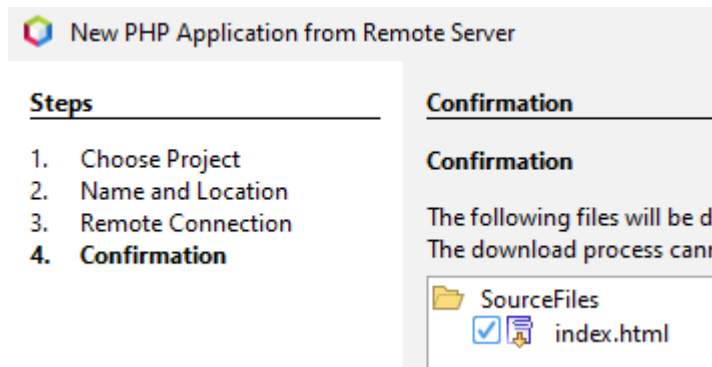 New PHP Application from Remote Server
Steps
1. Choose Project
2. Name and Location
3. Remote Connection
4. Confirmation
Confirmation
Confirmation
The following files will be
The download process
SourceFiles
index.html